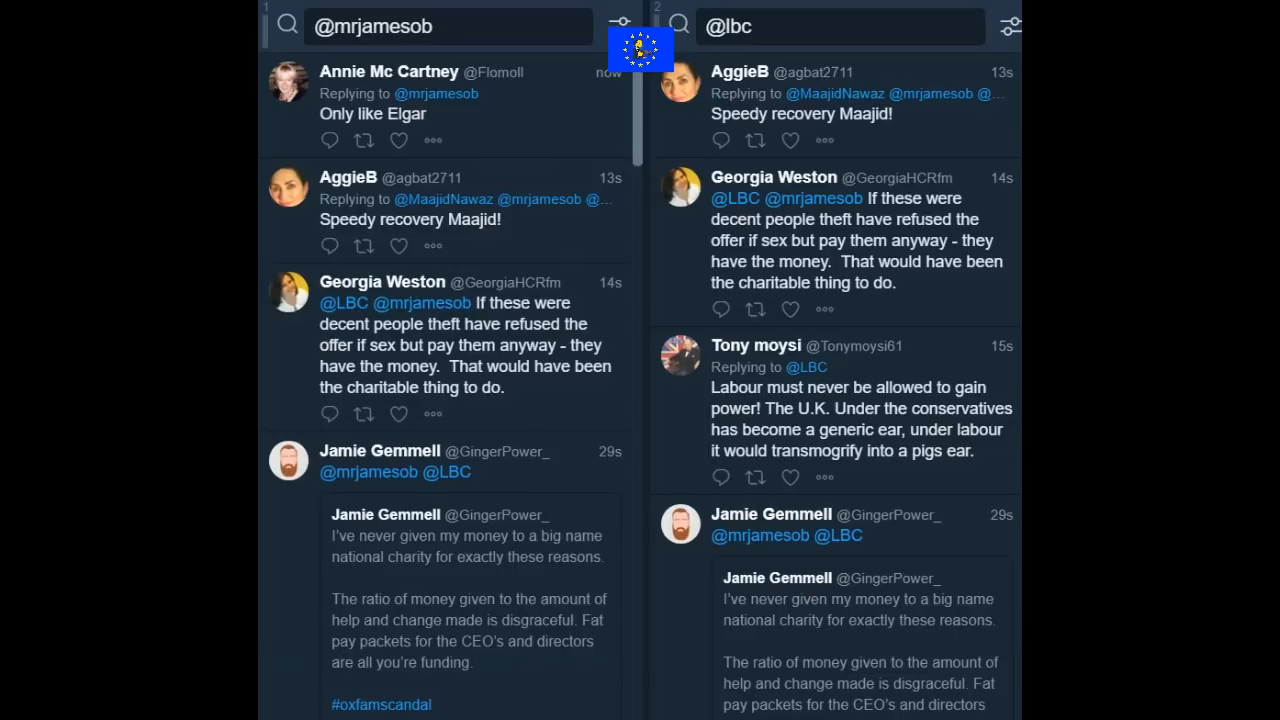 1
@mrjamesob
Annie Mc Cartney @Flomoll now
Replying to @mrjamesob
Only like Elgar
AggieB @agbat2711 13s
Replying to @MaajidNawaz @mrjamesob @…
Speedy recovery Maajid!
Georgia Weston @GeorgiaHCRfm 14s
@LBC @mrjamesob If these were
decent people theft have refused the
offer if sex but pay them anyway - they
have the money.  That would have been
the charitable thing to do.
Jamie Gemmell @GingerPower_ 29s
@mrjamesob @LBC
Jamie Gemmell @GingerPower_
I've never given my money to a big name
national charity for exactly these reasons.
The ratio of money given to the amount of
help and change made is disgraceful. Fat
pay packets for the CEO's and directors
are all you're funding.
#oxfamscandal
2
@lbc
AggieB @agbat2711 13s
Replying to @MaajidNawaz @mrjamesob @…
Speedy recovery Maajid!
Georgia Weston @GeorgiaHCRfm 14s
@LBC @mrjamesob If these were
decent people theft have refused the
offer if sex but pay them anyway - they
have the money.  That would have been
the charitable thing to do.
Tony moysi @Tonymoysi61 15s
Replying to @LBC
Labour must never be allowed to gain
power! The U.K. Under the conservatives
has become a generic ear, under labour
it would transmogrify into a pigs ear.
Jamie Gemmell @GingerPower_ 29s
@mrjamesob @LBC
Jamie Gemmell @GingerPower_
I've never given my money to a big name
national charity for exactly these reasons.
The ratio of money given to the amount of
help and change made is disgraceful. Fat
pay packets for the CEO's and directors